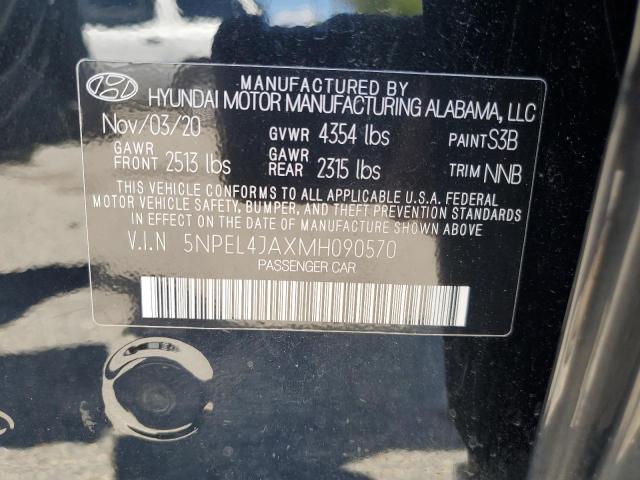 MANUFACTURED BY
HYUNDAI MOTOR MANUFACTURING ALABAMA, LLC
Nov/03/20 GVWR 4354 lbs PAINT S3B
GAWR FRONT 2513 lbs GAWR REAR 2315 lbs TRIM NNB
THIS VEHICLE CONFORMS TO ALL APPLICABLE U.S.A. FEDERAL
MOTOR VEHICLE SAFETY, BUMPER, AND THEFT PREVENTION
STANDARDS IN EFFECT ON THE
DATE OF MANUFACTURE SHOWN ABOVE
V.I.N 5NPEL4JAXMH090570
PASSENGER CAR